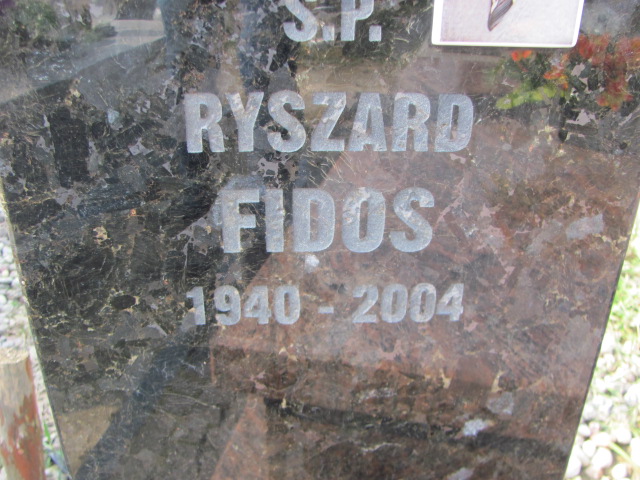 S.P.
RYSZARD
FIDOS
1940 - 2004